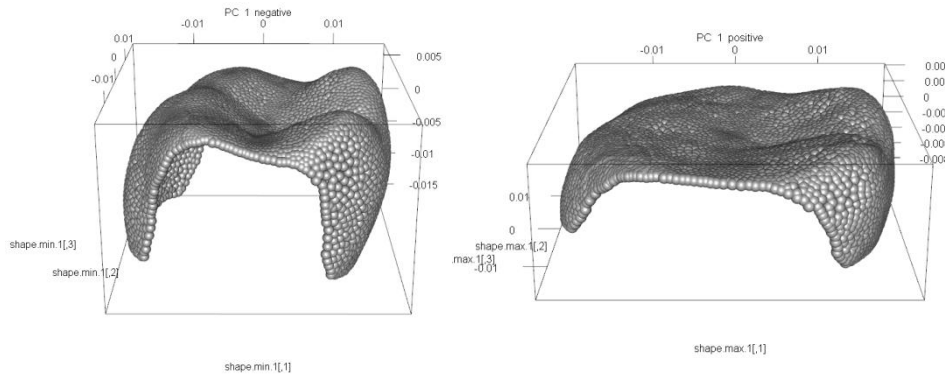 PC 1 negative
-0.01
0
0.01
0.01
0
-0.01
0.005
0
-0.005
-0.01
-0.015
shape.min.1[,3]
shape.min.1[,2]
shape.min.1[,1]
PC 1 positive
-0.01
0
0.01
0
0.01
0
-0.01
shape.max.1[,2]
.max.1[,3]
shape.max.1[,1]